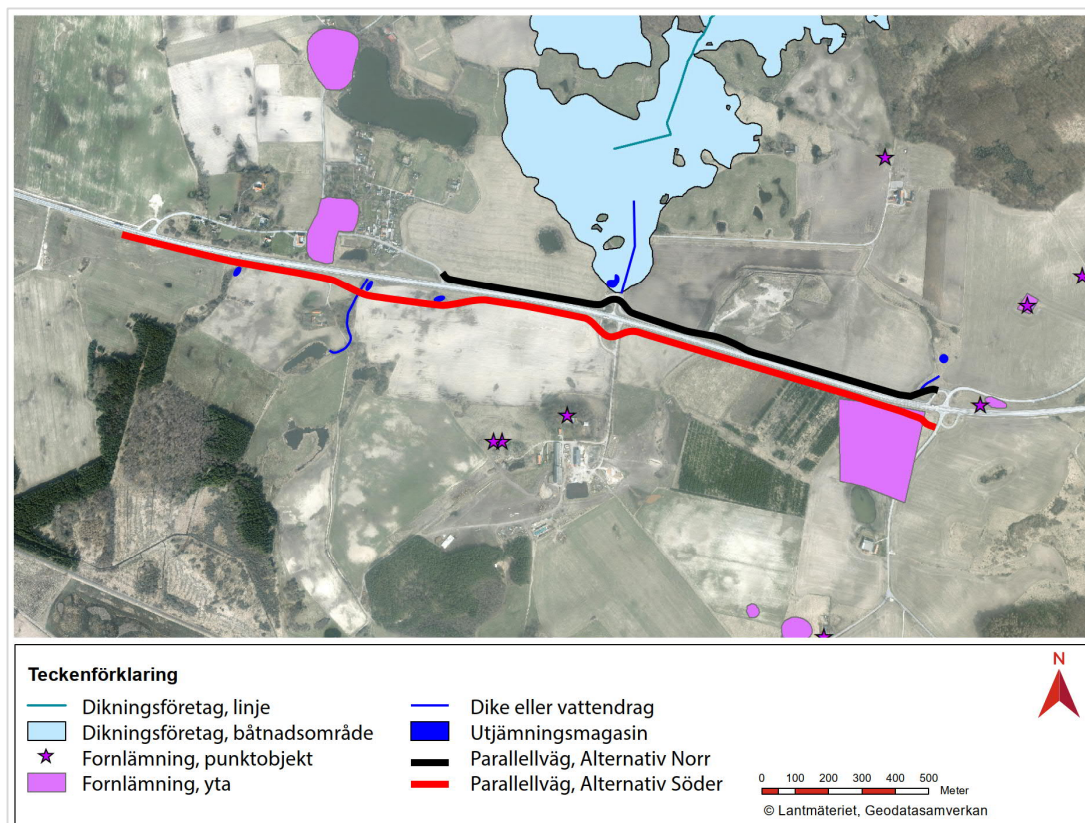 Teckenförklaring
Dikningsföretag, linje
Dikningsföretag, båtnadsområde
Fornlämning, punktobjekt
Fornlämning, yta
Dike eller vattendrag
Utjämningsmagasin
Parallellväg, Alternativ Norr
Parallellväg, Alternativ Söder
N
0 100 200 300 400 500
Meter
© Lantmäteriet, Geodatasamverkan